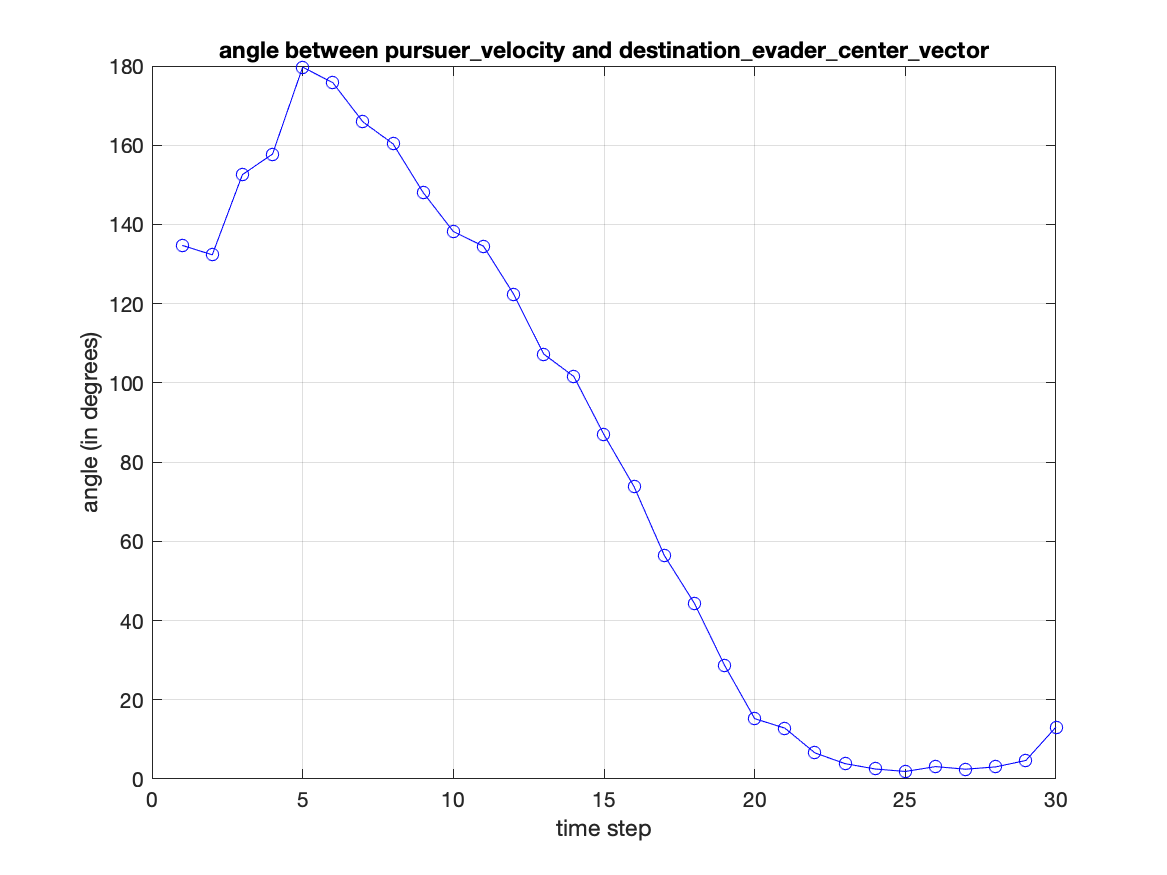 angle between pursuer_velocity and destination_evader_center_vector
180
160
140
120
100
80
60
40
20
0
angle (in degrees)
0 5 10 15 20 25 30
time step